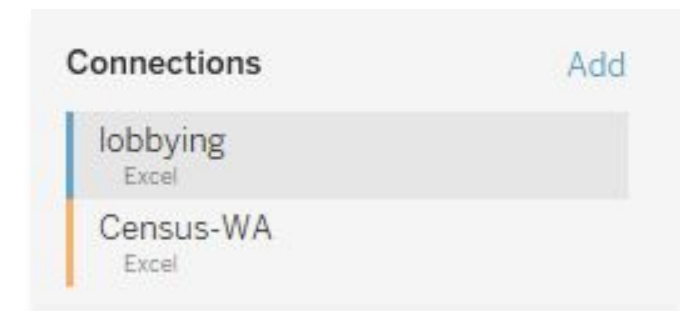 Connections Add
lobbying
Excel
Census-WA
Excel